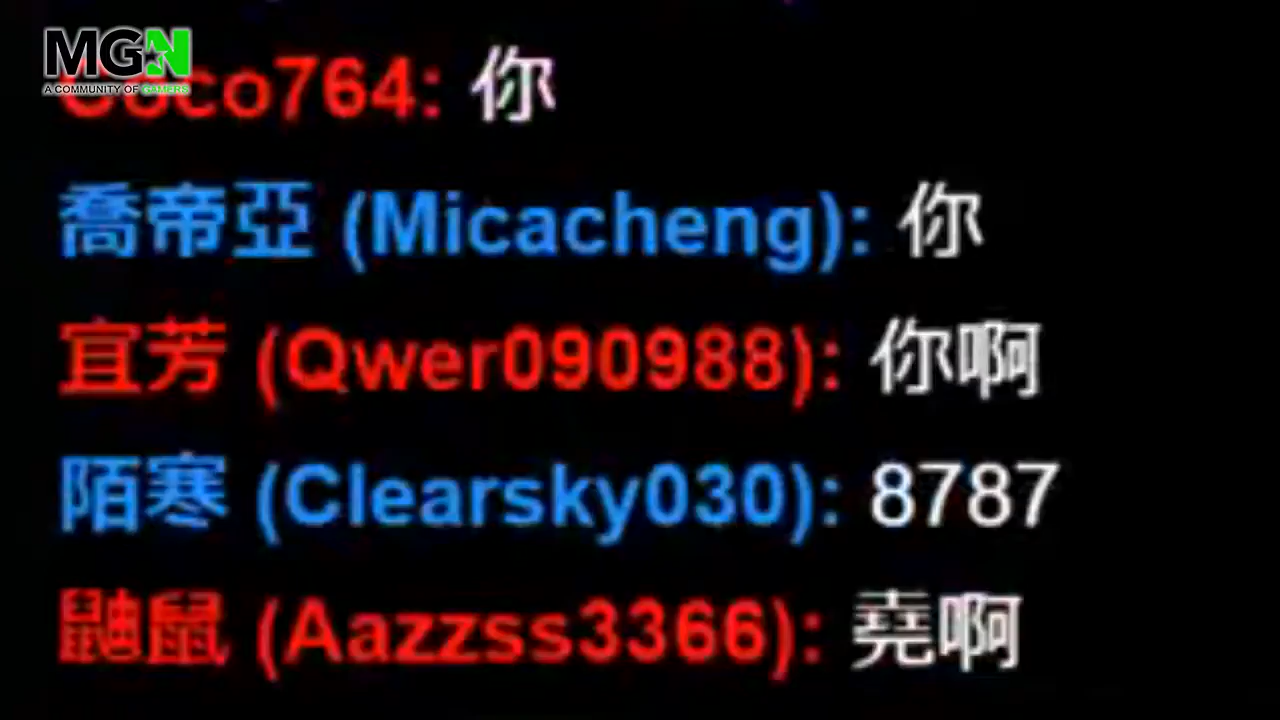 MGN
A COMMUNITY OF GAMERS
Coco764: 你
喬帝亞 (Micacheng): 你
宜芳 (Qwer090988): 你啊
陌寒 (Clearsky030): 8787
鼬鼠 (Aazzss3366): 堯啊